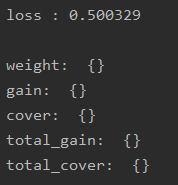 loss : 0.500329
weight:  {}
gain:  {}
cover:  {}
total_gain:  {}
total_cover:  {}